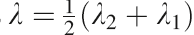 λ = ½(λ₂ + λ₁)